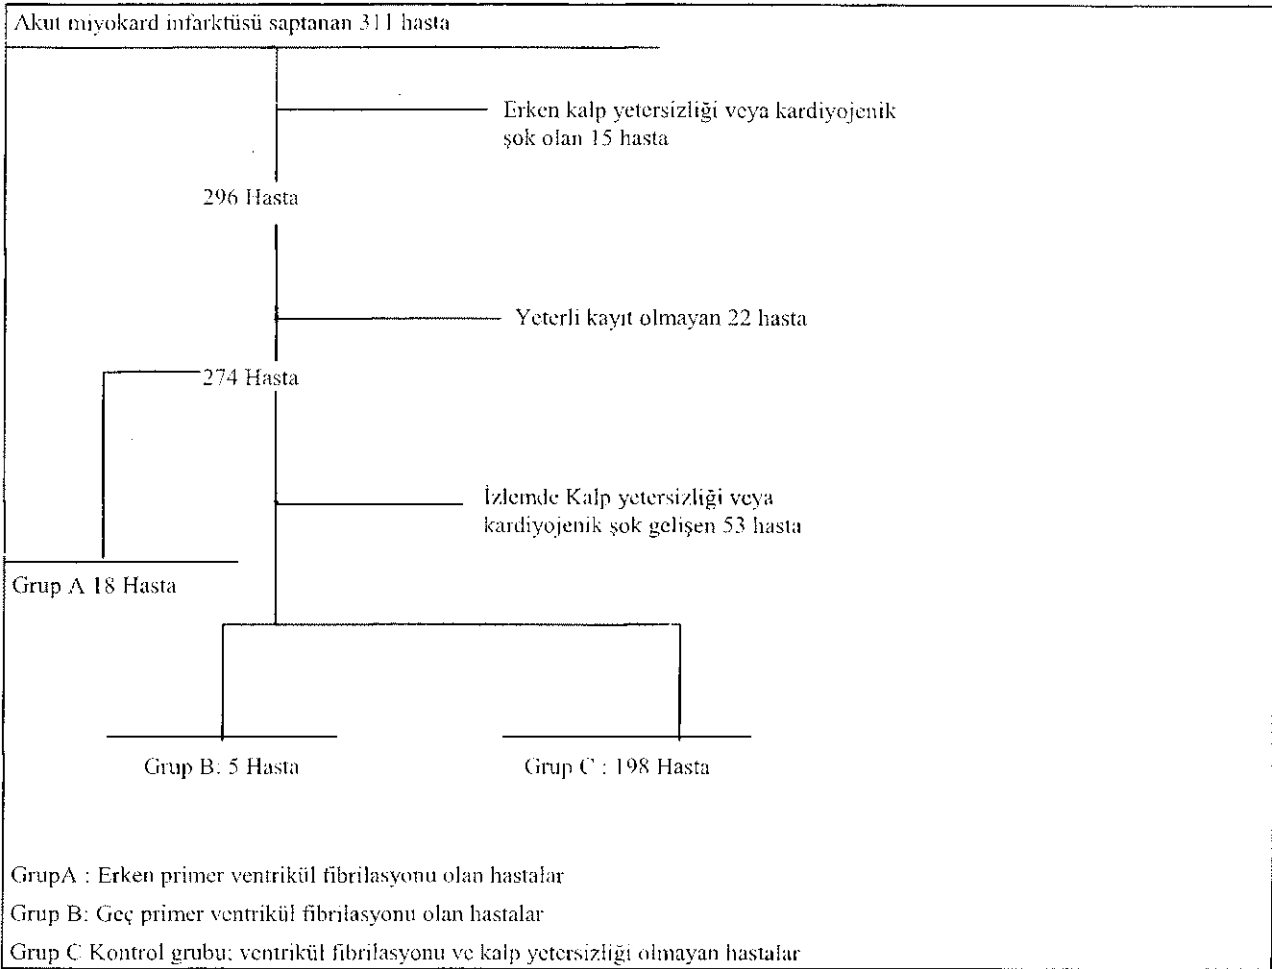 Akut miyokard infarktüsü saptanan 311 hasta
Erken kalp yetersizliği veya kardiyojenik
şok olan 15 hasta
296 Hasta
Yeterli kayıt olmayan 22 hasta
274 Hasta
İzlemde Kalp yetersizliği veya
kardiyojenik şok gelişen 53 hasta
Grup A 18 Hasta
Grup B: 5 Hasta
Grup C : 198 Hasta
GrupA : Erken primer ventrikül fibrilasyonu olan hastalar
Grup B: Geç primer ventrikül fibrilasyonu olan hastalar
Grup C Kontrol grubu: ventrikül fibrilasyonu ve kalp yetersizliği olmayan hastalar